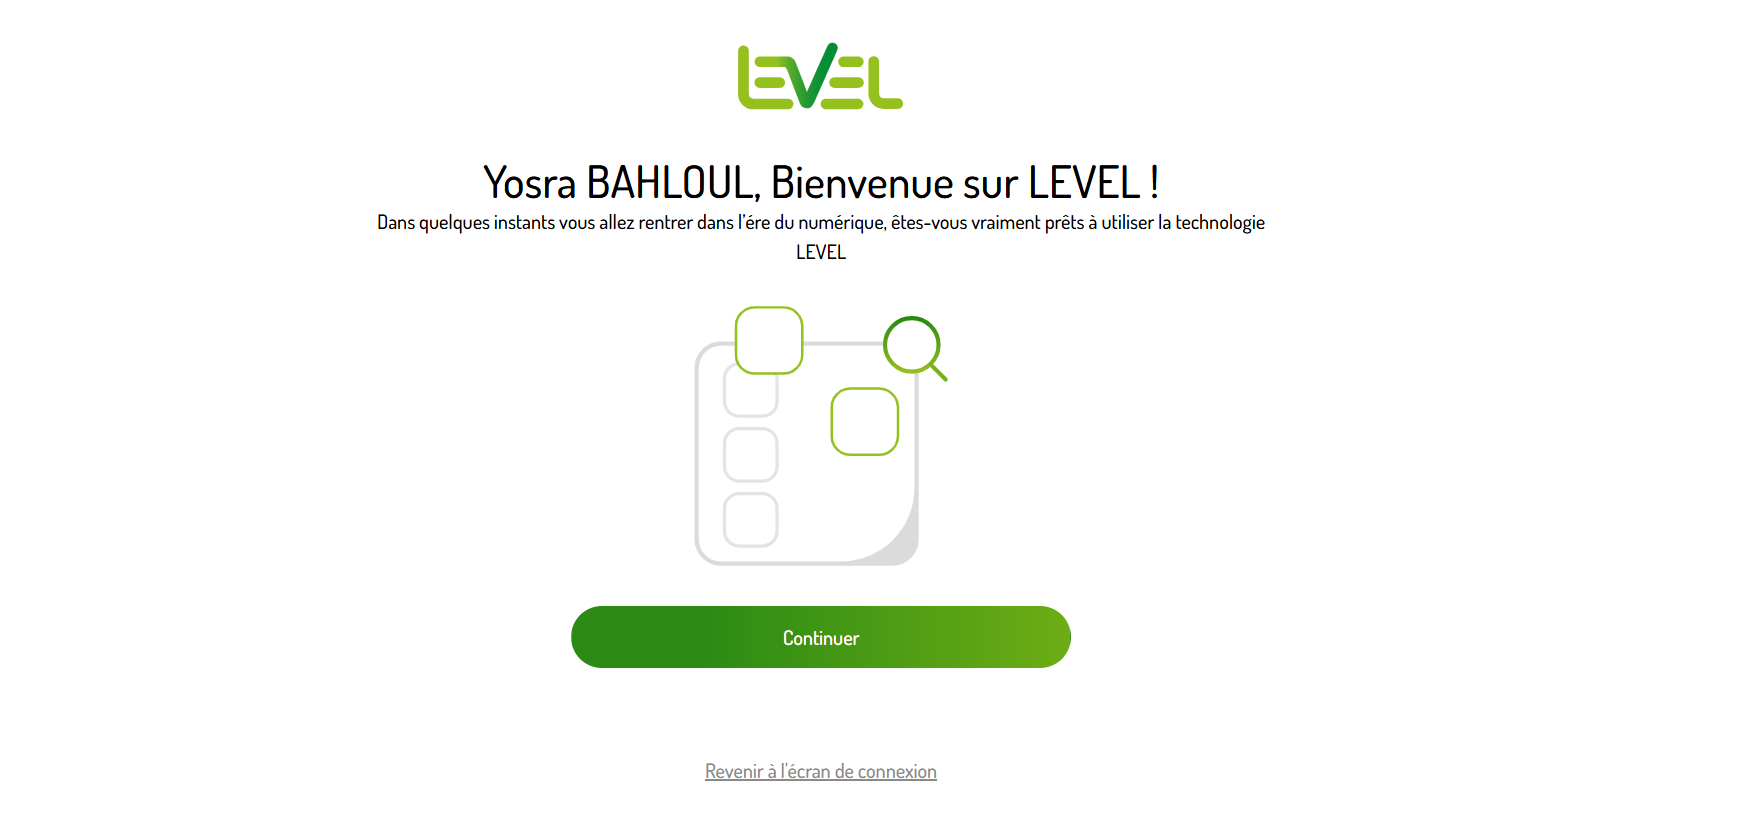 LEVEL
Yosra BAHLOUL, Bienvenue sur LEVEL !
Dans quelques instants vous allez rentrer dans l’ére du numérique, êtes-vous vraiment prêts à utiliser la technologie
LEVEL
Continuer
Revenir à l'écran de connexion